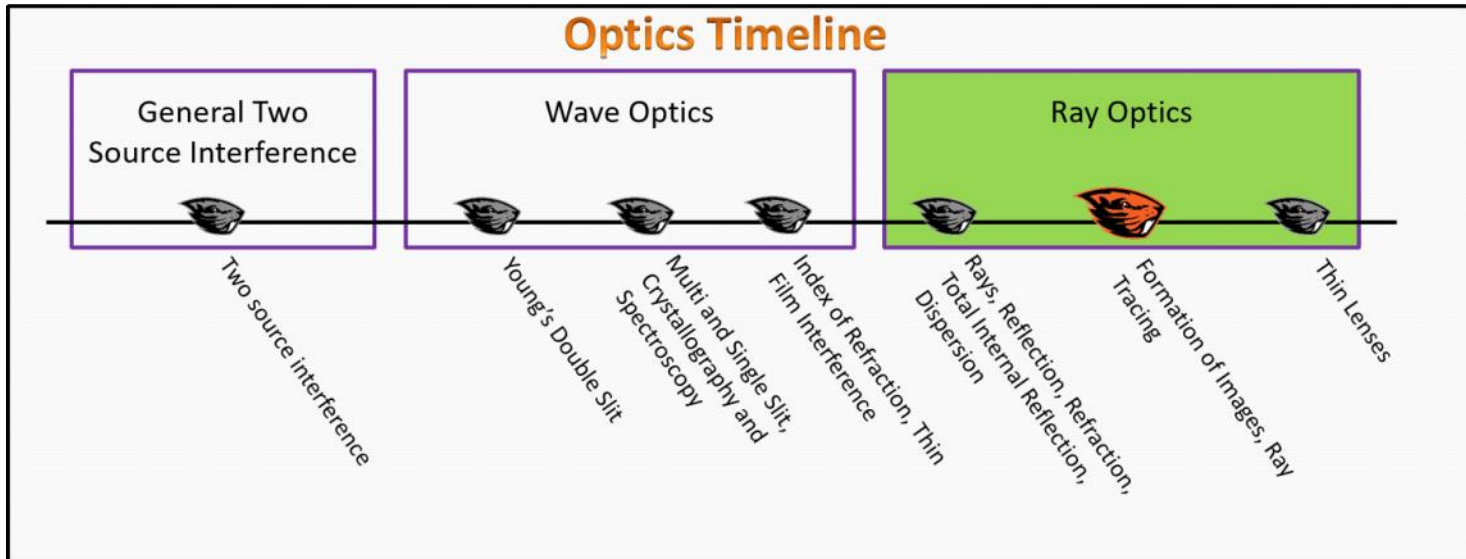 Optics Timeline
General Two
Source Interference
Wave Optics
Ray Optics
Two source interference
Young's Double Slit
Multi and Single Slit,
Crystallography and
Spectroscopy
Index of Refraction, Thin
Film Interference
Rays, Reflection, Refraction,
Total Internal Reflection,
Dispersion
Formation of Images, Ray
Tracing
Thin Lenses